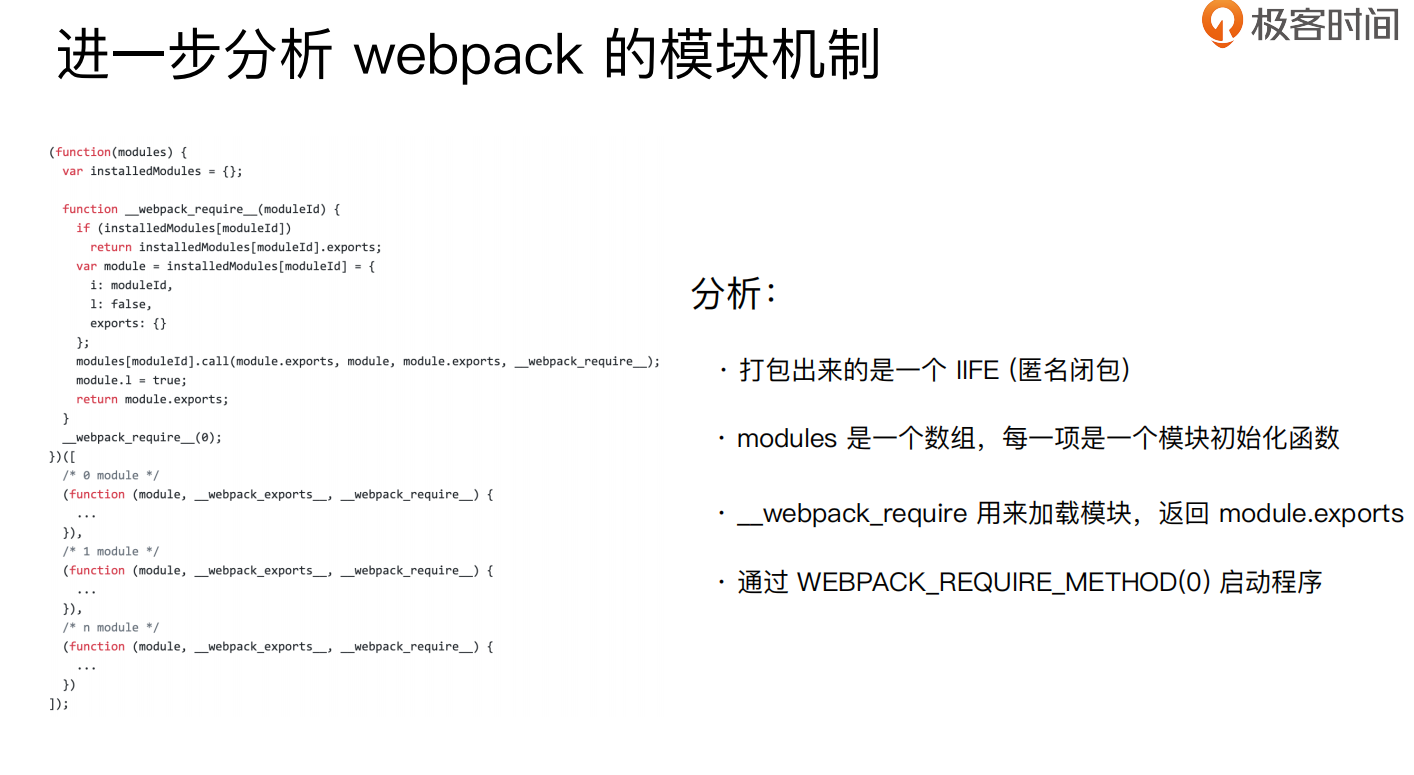 极客时间
进一步分析 webpack 的模块机制
(function(modules) {
  var installedModules = {};

  function __webpack_require__(moduleId) {
    if (installedModules[moduleId])
      return installedModules[moduleId].exports;
    var module = installedModules[moduleId] = {
      i: moduleId,
      l: false,
      exports: {}
    };
    modules[moduleId].call(module.exports, module, module.exports, __webpack_require__);
    module.l = true;
    return module.exports;
  }
  __webpack_require__(0);
})([
  /* 0 module */
  (function (module, __webpack_exports__, __webpack_require__) {
    ...
  }),
  /* 1 module */
  (function (module, __webpack_exports__, __webpack_require__) {
    ...
  }),
  /* n module */
  (function (module, __webpack_exports__, __webpack_require__) {
    ...
  })
]);
分析：
· 打包出来的是一个 IIFE (匿名闭包)
· modules 是一个数组，每一项是一个模块初始化函数
· __webpack_require 用来加载模块，返回 module.exports
· 通过 WEBPACK_REQUIRE_METHOD(0) 启动程序